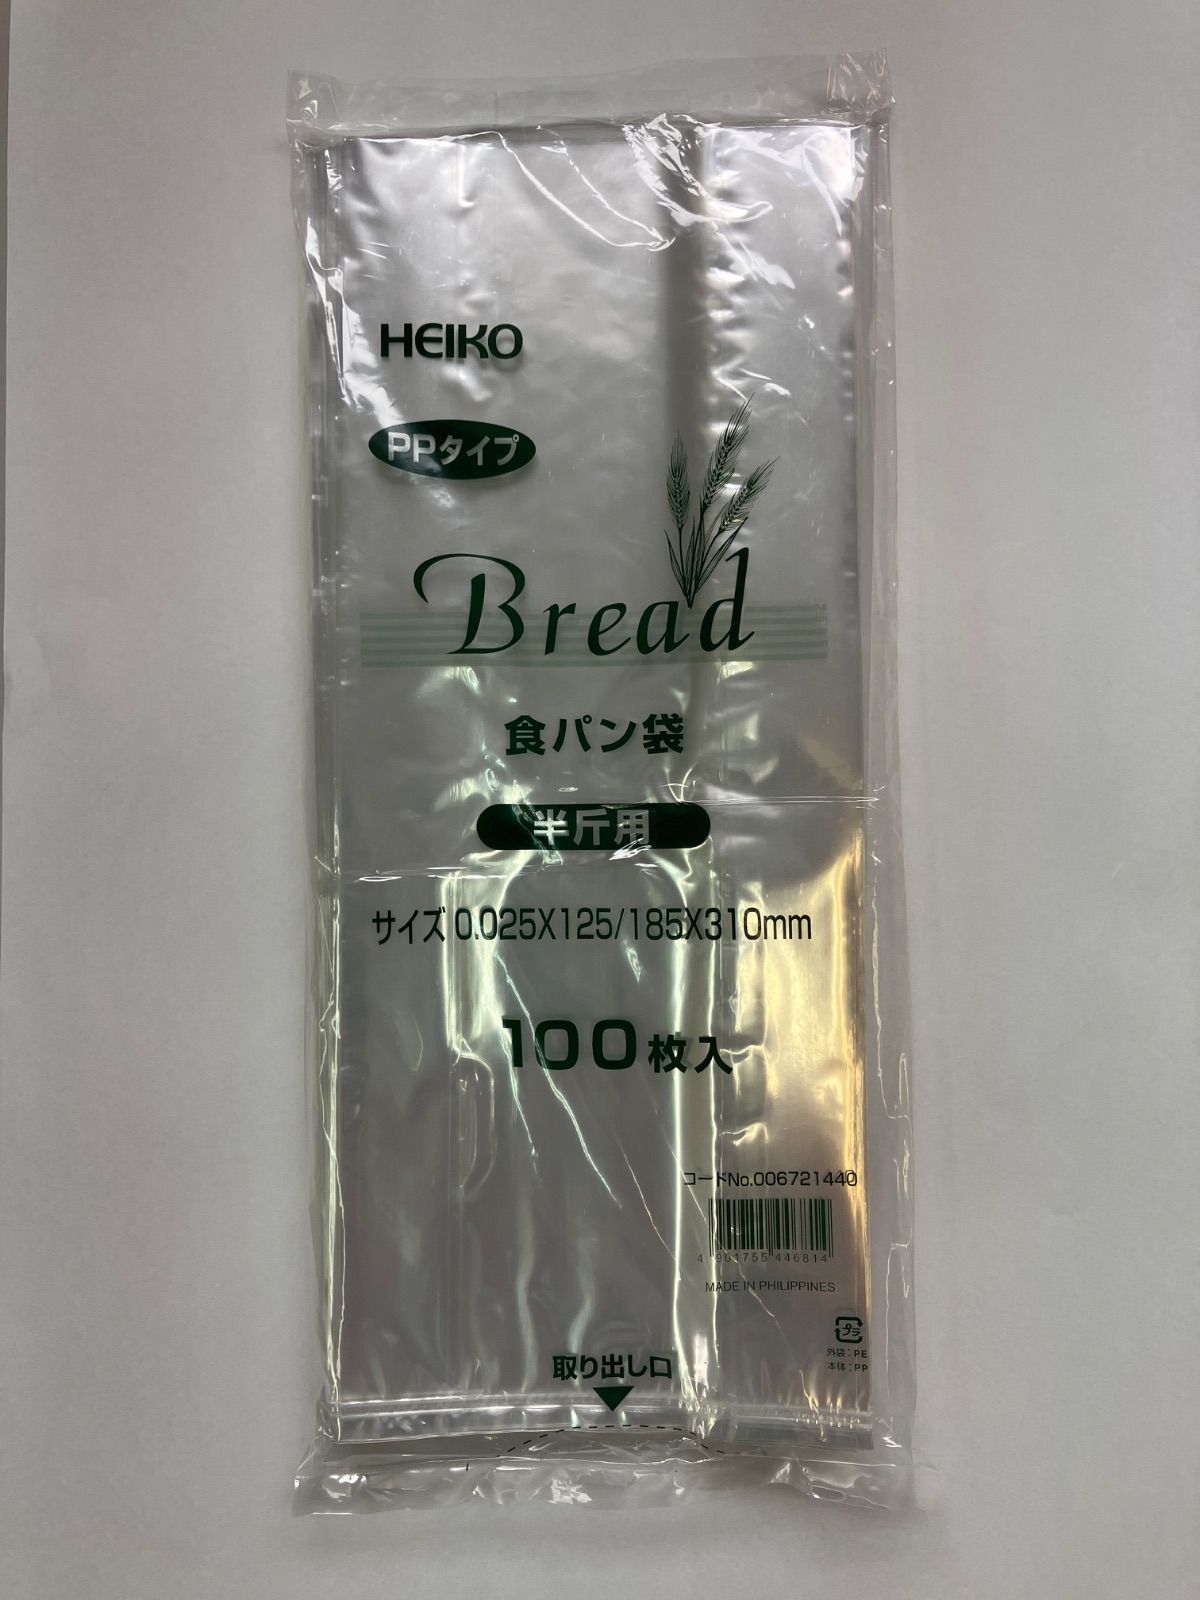 HEIKO
PPタイプ
Bread
食パン袋
半斤用
サイズ 0.025X125/185X310mm
100枚入
コードNo.006721440
4 901755 446814
MADE IN PHILIPPINES
プラ
外袋：PE
本体：PP
取り出し口